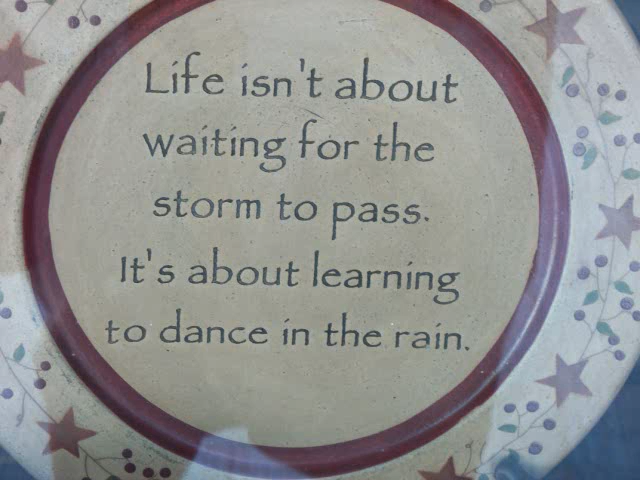 Life isn't about
waiting for the
storm to pass.
It's about learning
to dance in the rain.